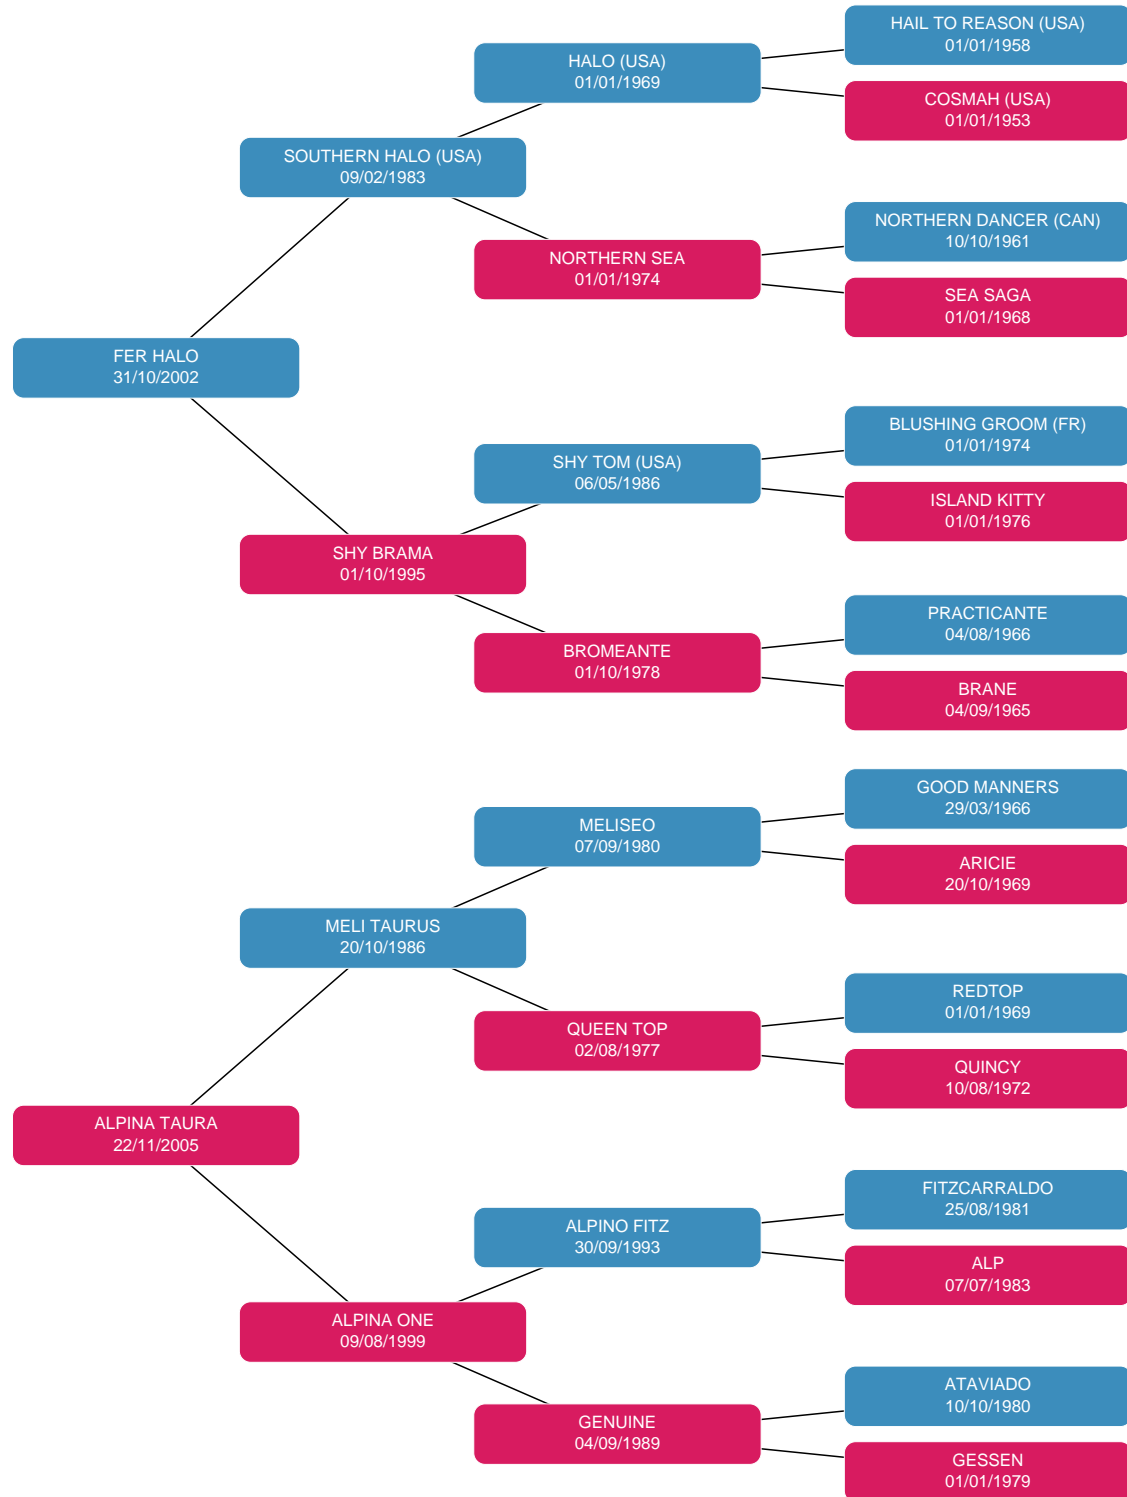 HAIL TO REASON (USA)
01/01/1958
HALO (USA)
01/01/1969
COSMAH (USA)
01/01/1953
SOUTHERN HALO (USA)
09/02/1983
NORTHERN DANCER (CAN)
10/10/1961
NORTHERN SEA
01/01/1974
SEA SAGA
01/01/1968
FER HALO
31/10/2002
BLUSHING GROOM (FR)
01/01/1974
SHY TOM (USA)
06/05/1986
ISLAND KITTY
01/01/1976
SHY BRAMA
01/10/1995
PRACTICANTE
04/08/1966
BROMEANTE
01/10/1978
BRANE
04/09/1965
GOOD MANNERS
29/03/1966
MELISEO
07/09/1980
ARICIE
20/10/1969
MELI TAURUS
20/10/1986
REDTOP
01/01/1969
QUEEN TOP
02/08/1977
QUINCY
10/08/1972
ALPINA TAURA
22/11/2005
FITZCARRALDO
25/08/1981
ALPINO FITZ
30/09/1993
ALP
07/07/1983
ALPINA ONE
09/08/1999
ATAVIADO
10/10/1980
GENUINE
04/09/1989
GESSEN
01/01/1979